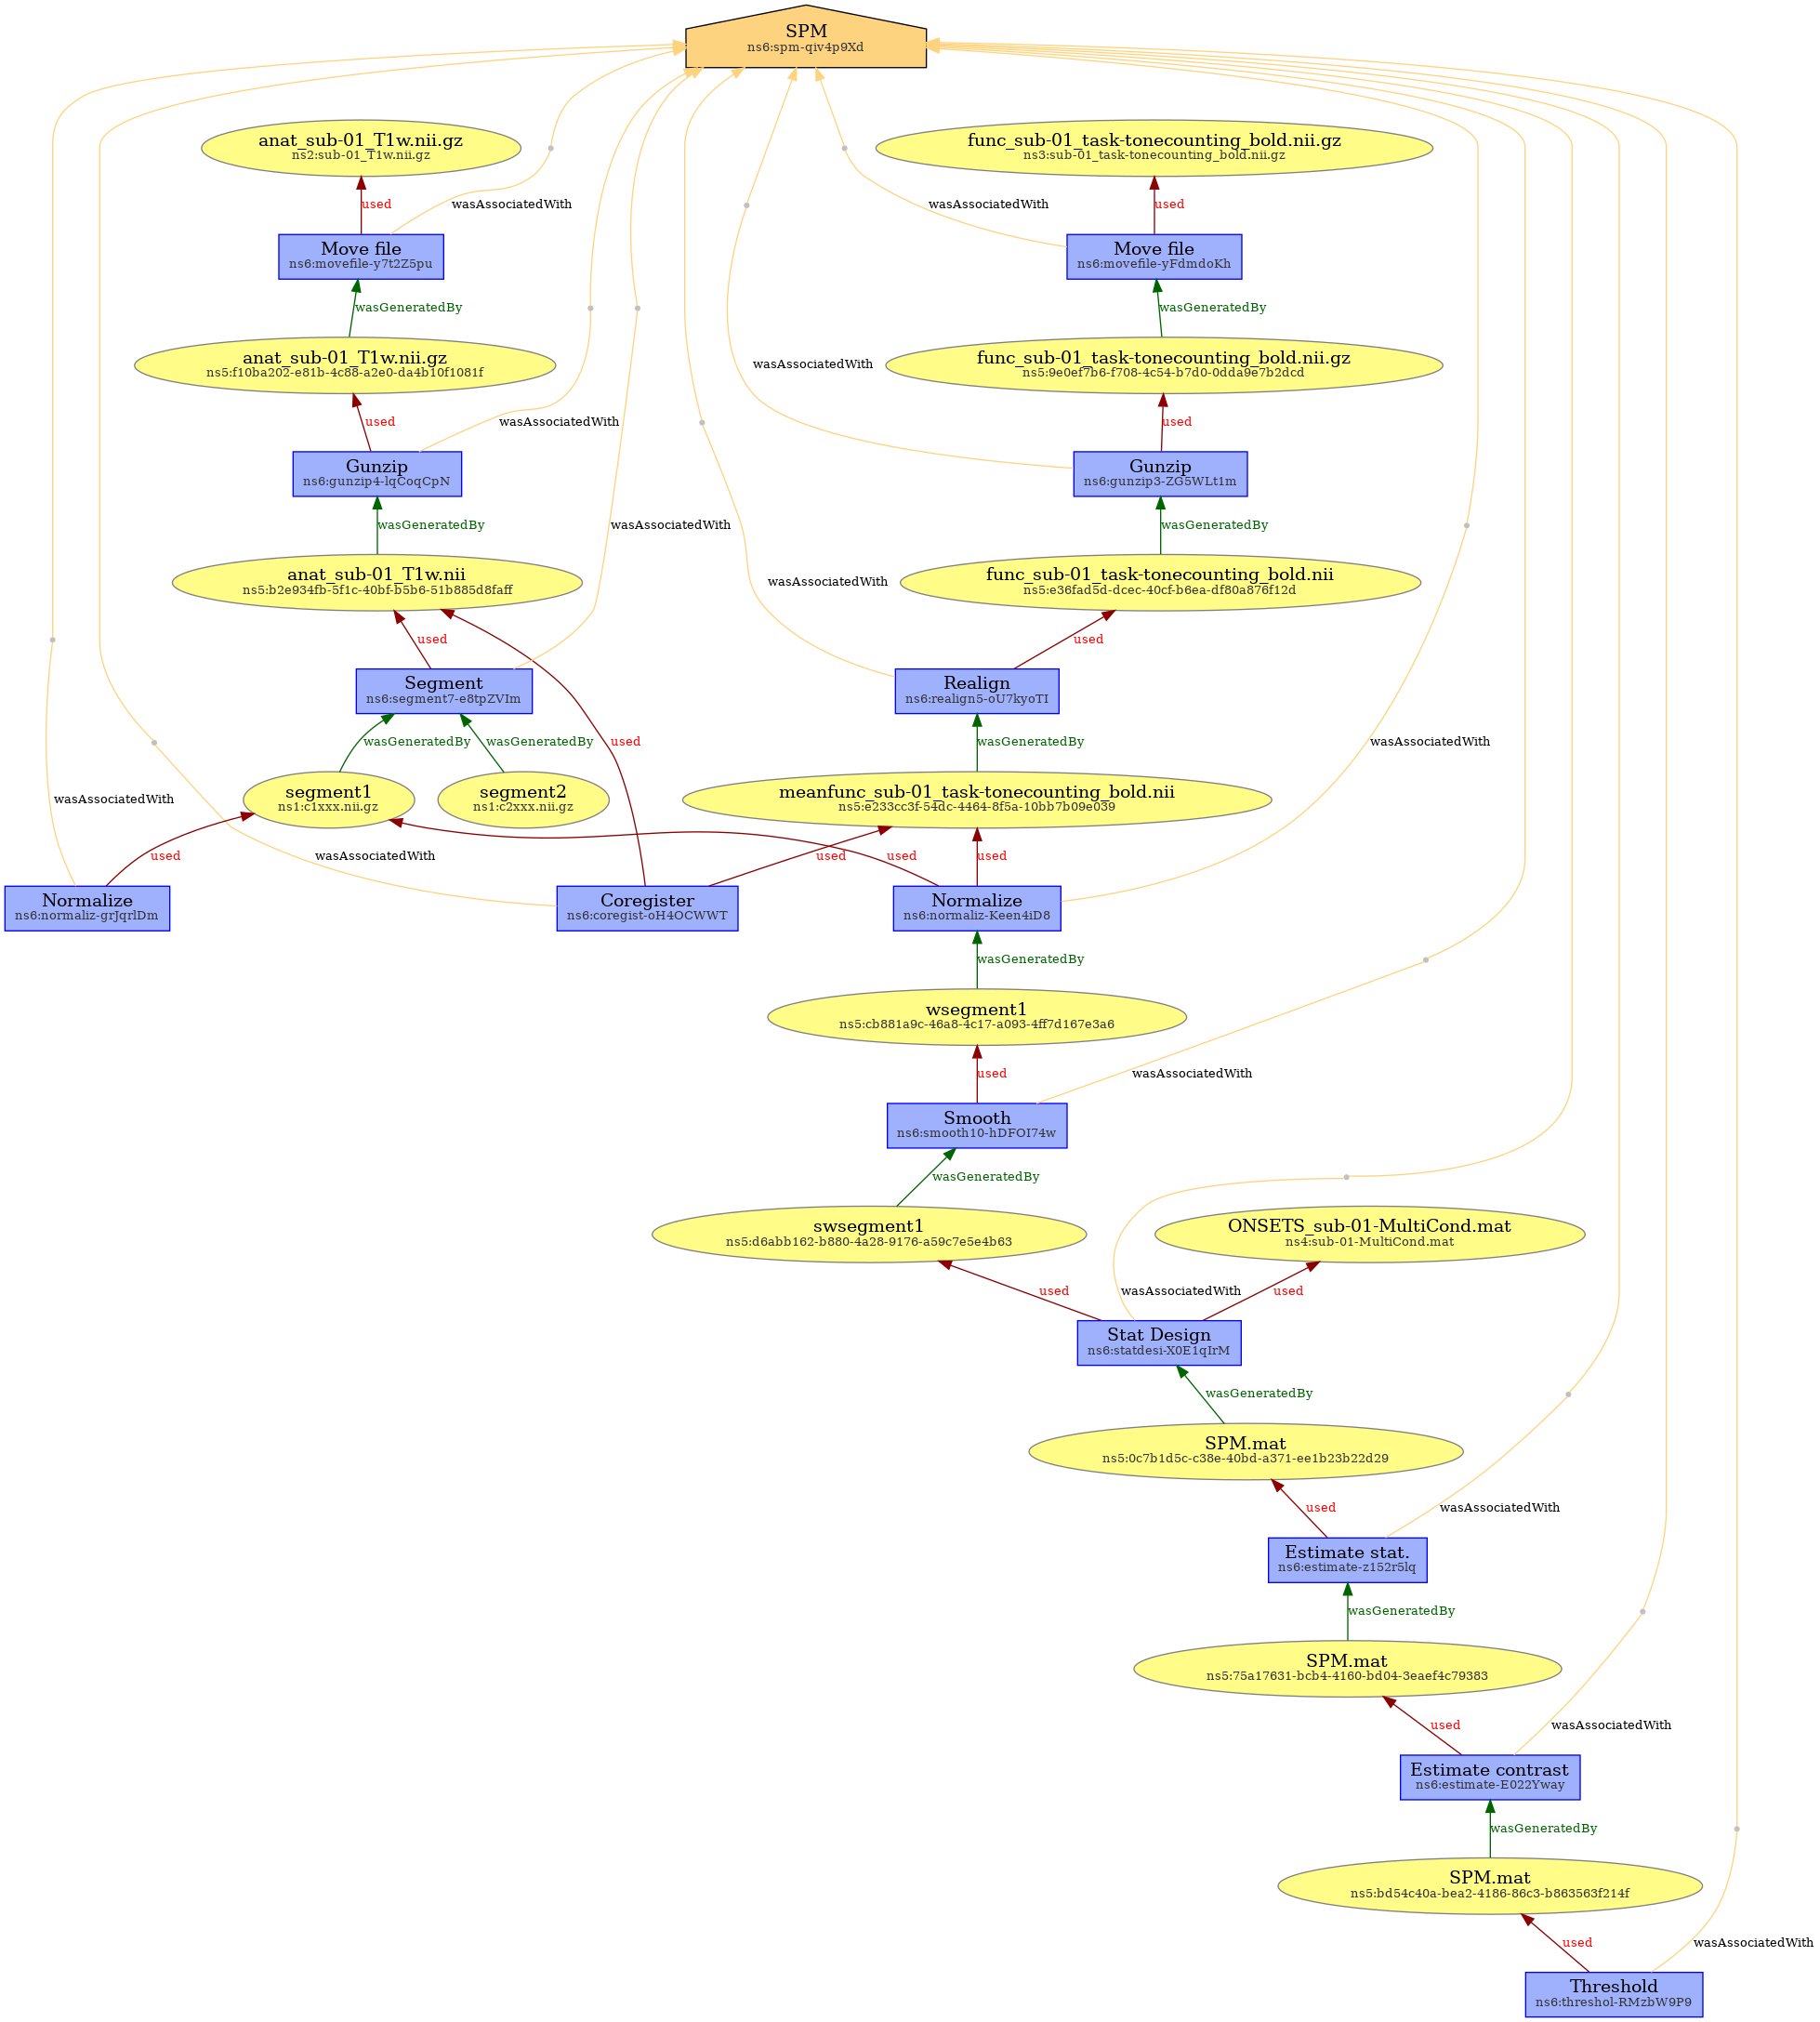 SPM
ns6:spm-qiv4p9Xd
anat_sub-01_T1w.nii.gz
ns2:sub-01_T1w.nii.gz
func_sub-01_task-tonecounting_bold.nii.gz
ns3:sub-01_task-tonecounting_bold.nii.gz
used
wasAssociatedWith
wasAssociatedWith
used
Move file
ns6:movefile-y7t2Z5pu
Move file
ns6:movefile-yFdmdoKh
wasGeneratedBy
wasGeneratedBy
anat_sub-01_T1w.nii.gz
ns5:f10ba202-e81b-4c88-a2e0-da4b10f1081f
wasAssociatedWith
func_sub-01_task-tonecounting_bold.nii.gz
ns5:9e0ef7b6-f708-4c54-b7d0-0dda9e7b2dcd
used
wasAssociatedWith
used
Gunzip
ns6:gunzip4-lqCoqCpN
Gunzip
ns6:gunzip3-ZG5WLt1m
wasGeneratedBy
wasAssociatedWith
wasGeneratedBy
anat_sub-01_T1w.nii
ns5:b2e934fb-5f1c-40bf-b5b6-51b885d8faff
wasAssociatedWith
func_sub-01_task-tonecounting_bold.nii
ns5:e36fad5d-dcec-40cf-b6ea-df80a876f12d
used
used
Segment
ns6:segment7-e8tpZVIm
Realign
ns6:realign5-oU7kyoTI
wasGeneratedBy
wasGeneratedBy
used
wasGeneratedBy
wasAssociatedWith
wasAssociatedWith
segment1
ns1:c1xxx.nii.gz
segment2
ns1:c2xxx.nii.gz
meanfunc_sub-01_task-tonecounting_bold.nii
ns5:e233cc3f-54dc-4464-8f5a-10bb7b09e039
used
wasAssociatedWith
used
used
used
Normalize
ns6:normaliz-grJqrlDm
Coregister
ns6:coregist-oH4OCWWT
Normalize
ns6:normaliz-Keen4iD8
wasGeneratedBy
wsegment1
ns5:cb881a9c-46a8-4c17-a093-4ff7d167e3a6
used
wasAssociatedWith
Smooth
ns6:smooth10-hDFOI74w
wasGeneratedBy
swsegment1
ns5:d6abb162-b880-4a28-9176-a59c7e5e4b63
ONSETS_sub-01-MultiCond.mat
ns4:sub-01-MultiCond.mat
used
wasAssociatedWith
used
Stat Design
ns6:statdesi-X0E1qIrM
wasGeneratedBy
SPM.mat
ns5:0c7b1d5c-c38e-40bd-a371-ee1b23b22d29
used
wasAssociatedWith
Estimate stat.
ns6:estimate-z152r5lq
wasGeneratedBy
SPM.mat
ns5:75a17631-bcb4-4160-bd04-3eaef4c79383
used
wasAssociatedWith
Estimate contrast
ns6:estimate-E022Yway
wasGeneratedBy
SPM.mat
ns5:bd54c40a-bea2-4186-86c3-b863563f214f
used
wasAssociatedWith
Threshold
ns6:threshol-RMzbW9P9